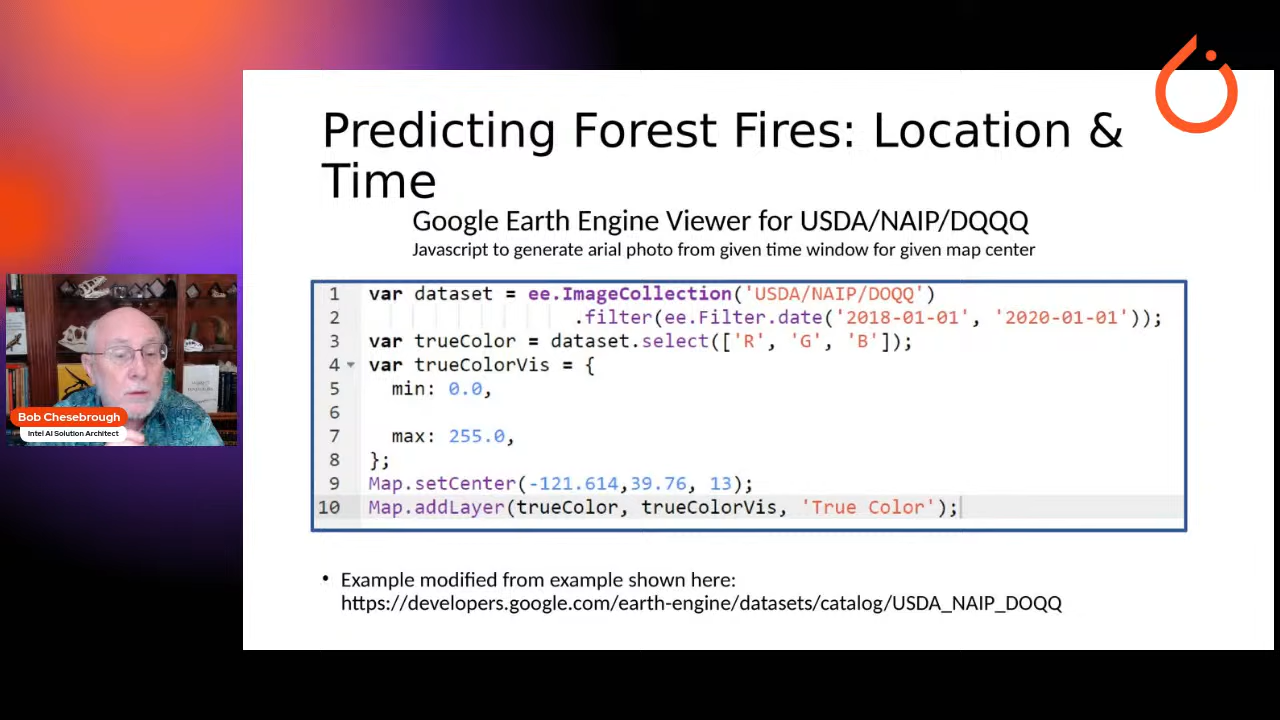 Predicting Forest Fires: Location &
Time
Google Earth Engine Viewer for USDA/NAIP/DQQQ
Javascript to generate arial photo from given time window for given map center
1 var dataset = ee.ImageCollection('USDA/NAIP/DOQQ')
2 .filter(ee.Filter.date('2018-01-01', '2020-01-01'));
3 var trueColor = dataset.select(['R', 'G', 'B']);
4 var trueColorVis = {
5 min: 0.0,
6
7 max: 255.0,
8 };
9 Map.setCenter(-121.614,39.76, 13);
10 Map.addLayer(trueColor, trueColorVis, 'True Color');
• Example modified from example shown here:
https://developers.google.com/earth-engine/datasets/catalog/USDA_NAIP_DOQQ
Bob Chesebrough
Intel AI Solution Architect